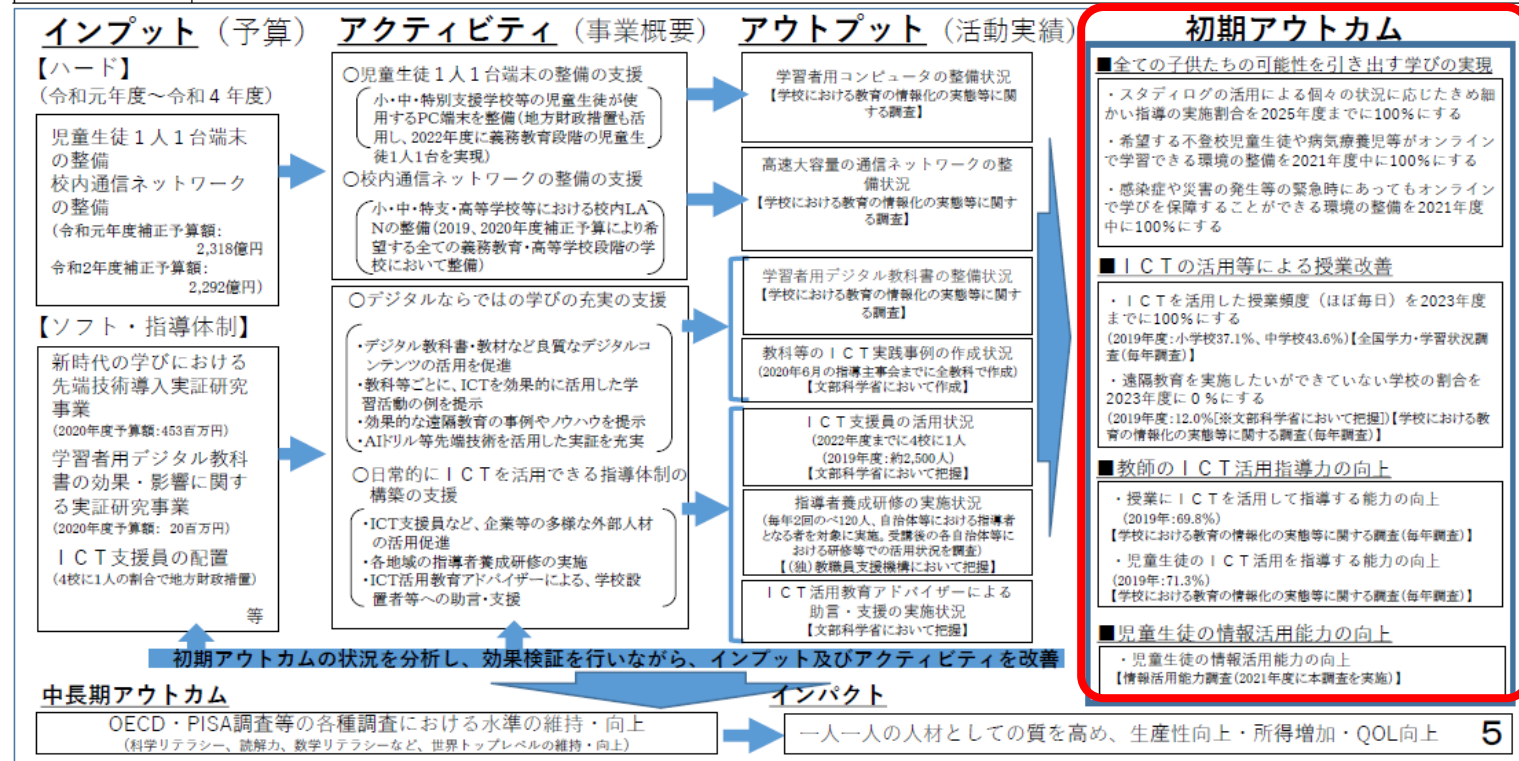 インプット（予算）
【ハード】
（令和元年度～令和４年度）
児童生徒１人１台端末
の整備
校内通信ネットワーク
の整備
(令和元年度補正予算額:
2,318億円
令和2年度補正予算額:
2,292億円)
【ソフト・指導体制】
新時代の学びにおける
先端技術導入実証研究
事業
(2020年度予算額:453百万円)
学習者用デジタル教科
書の効果・影響に関す
る実証研究事業
(2020年度予算額: 20百万円)
ＩＣＴ支援員の配置
(4校に1人の割合で地方財政措置)
等
アクティビティ（事業概要）
○児童生徒１人１台端末の整備の支援
小・中・特別支援学校等の児童生徒が使
用するPC端末を整備(地方財政措置も活
用し、2022年度に義務教育段階の児童生
徒1人1台を実現)
○校内通信ネットワークの整備の支援
小・中・特支・高等学校等における校内LA
Nの整備(2019、2020年度補正予算により希
望する全ての義務教育・高等学校段階の学
校において整備)
○デジタルならではの学びの充実の支援
・デジタル教科書・教材など良質なデジタルコ
ンテンツの活用を促進
・教科等ごとに、ICTを効果的に活用した学
習活動の例を提示
・効果的な遠隔教育の事例やノウハウを提示
・AIドリル等先端技術を活用した実証を充実
○日常的にＩＣＴを活用できる指導体制の
構築の支援
・ICT支援員など、企業等の多様な外部人材
の活用促進
・各地域の指導者養成研修の実施
・ICT活用教育アドバイザーによる、学校設
置者等への助言・支援
アウトプット（活動実績）
学習者用コンピュータの整備状況
【学校における教育の情報化の実態等に関
する調査】
高速大容量の通信ネットワークの整
備状況
【学校における教育の情報化の実態等に関す
る調査】
学習者用デジタル教科書の整備状況
【学校における教育の情報化の実態等に関す
る調査】
教科等のＩＣＴ実践事例の作成状況
(2020年6月の指導主事会までに全教科で作成)
【文部科学省において作成】
ＩＣＴ支援員の活用状況
(2022年度までに4校に1人
(2019年度:約2,500人)
【文部科学省において把握】
指導者養成研修の実施状況
(毎年2回のべ120人、自治体等における指導者
となる者を対象に実施。受講後の各自治体等に
おける研修等での活用状況を調査)
【(独)教職員支援機構において把握】
ＩＣＴ活用教育アドバイザーによる
助言・支援の実施状況
【文部科学省において把握】
初期アウトカム
■全ての子供たちの可能性を引き出す学びの実現
・スタディログの活用による個々の状況に応じたきめ細
かい指導の実施割合を2025年度までに100%にする
・希望する不登校児童生徒や病気療養児等がオンライン
で学習できる環境の整備を2021年度中に100%にする
・感染症や災害の発生等の緊急時にあってもオンライン
で学びを保障することができる環境の整備を2021年度
中に100%にする
■ＩＣＴの活用等による授業改善
・ＩＣＴを活用した授業頻度（ほぼ毎日）を2023年度
までに100%にする
(2019年度:小学校37.1%、中学校43.6%)【全国学力・学習状況調
査(毎年調査)】
・遠隔教育を実施したいができていない学校の割合を
2023年度に０％にする
(2019年度:12.0%[※文部科学省において把握])【学校における教
育の情報化の実態等に関する調査(毎年調査)】
■教師のＩＣＴ活用指導力の向上
・授業にＩＣＴを活用して指導する能力の向上
(2019年:69.8%)
【学校における教育の情報化の実態等に関する調査(毎年調査)】
・児童生徒のＩＣＴ活用を指導する能力の向上
(2019年:71.3%)
【学校における教育の情報化の実態等に関する調査(毎年調査)】
■児童生徒の情報活用能力の向上
・児童生徒の情報活用能力の向上
【情報活用能力調査(2021年度に本調査を実施)】
初期アウトカムの状況を分析し、効果検証を行いながら、インプット及びアクティビティを改善
中長期アウトカム
OECD・PISA調査等の各種調査における水準の維持・向上
(科学リテラシー、読解力、数学リテラシーなど、世界トップレベルの維持・向上)
インパクト
一人一人の人材としての質を高め、生産性向上・所得増加・QOL向上
5